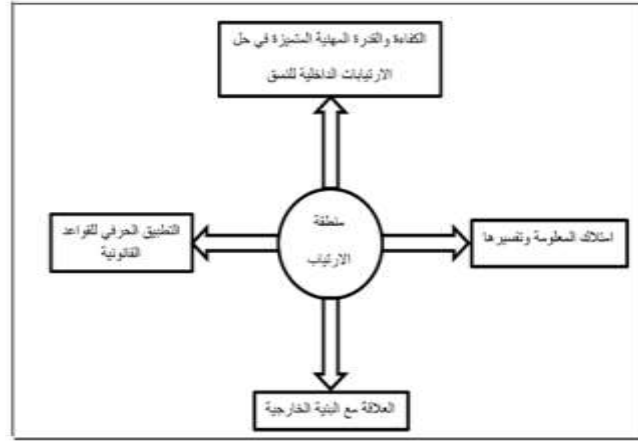 الكفاءة والقدرة المهنية المتميزة في حل
الارتيابات الداخلية للنسق
منطقة
الارتياب
امتلاك المعلومة وتفسيرها
التطبيق الحرفي للقواعد
القانونية
العلاقة مع البنية الخارجية